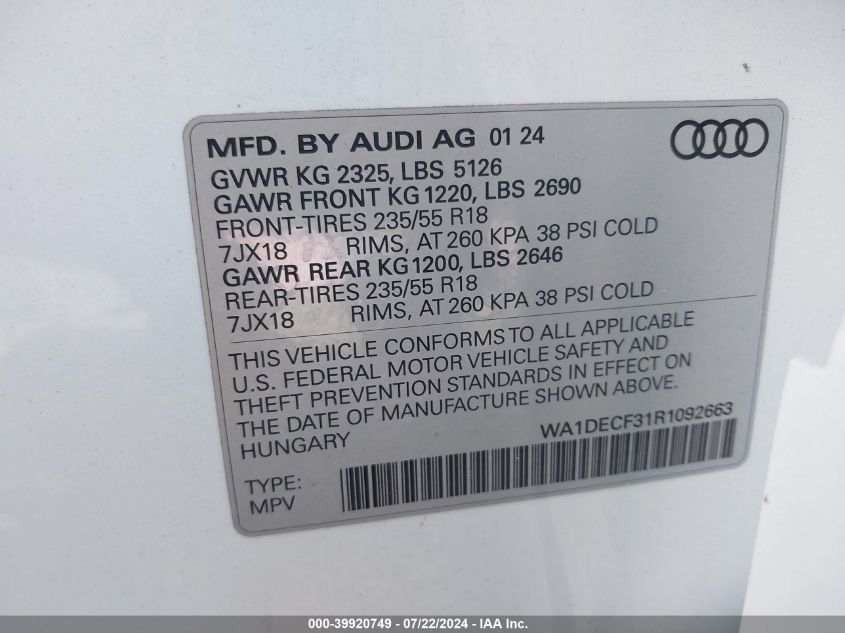 MFD. BY AUDI AG 01 24
GVWR KG 2325, LBS 5126
GAWR FRONT KG 1220, LBS 2690
FRONT-TIRES 235/55 R18
7JX18 RIMS, AT 260 KPA 38 PSI COLD
GAWR REAR KG 1200, LBS 2646
REAR-TIRES 235/55 R18
7JX18 RIMS, AT 260 KPA 38 PSI COLD
THIS VEHICLE CONFORMS TO ALL APPLICABLE
U.S. FEDERAL MOTOR VEHICLE SAFETY AND
THEFT PREVENTION STANDARDS IN EFFECT ON
THE DATE OF MANUFACTURE SHOWN ABOVE.
HUNGARY WA1DECF31R1092663
TYPE:
MPV
000-39920749 - 07/22/2024 - IAAI Inc.